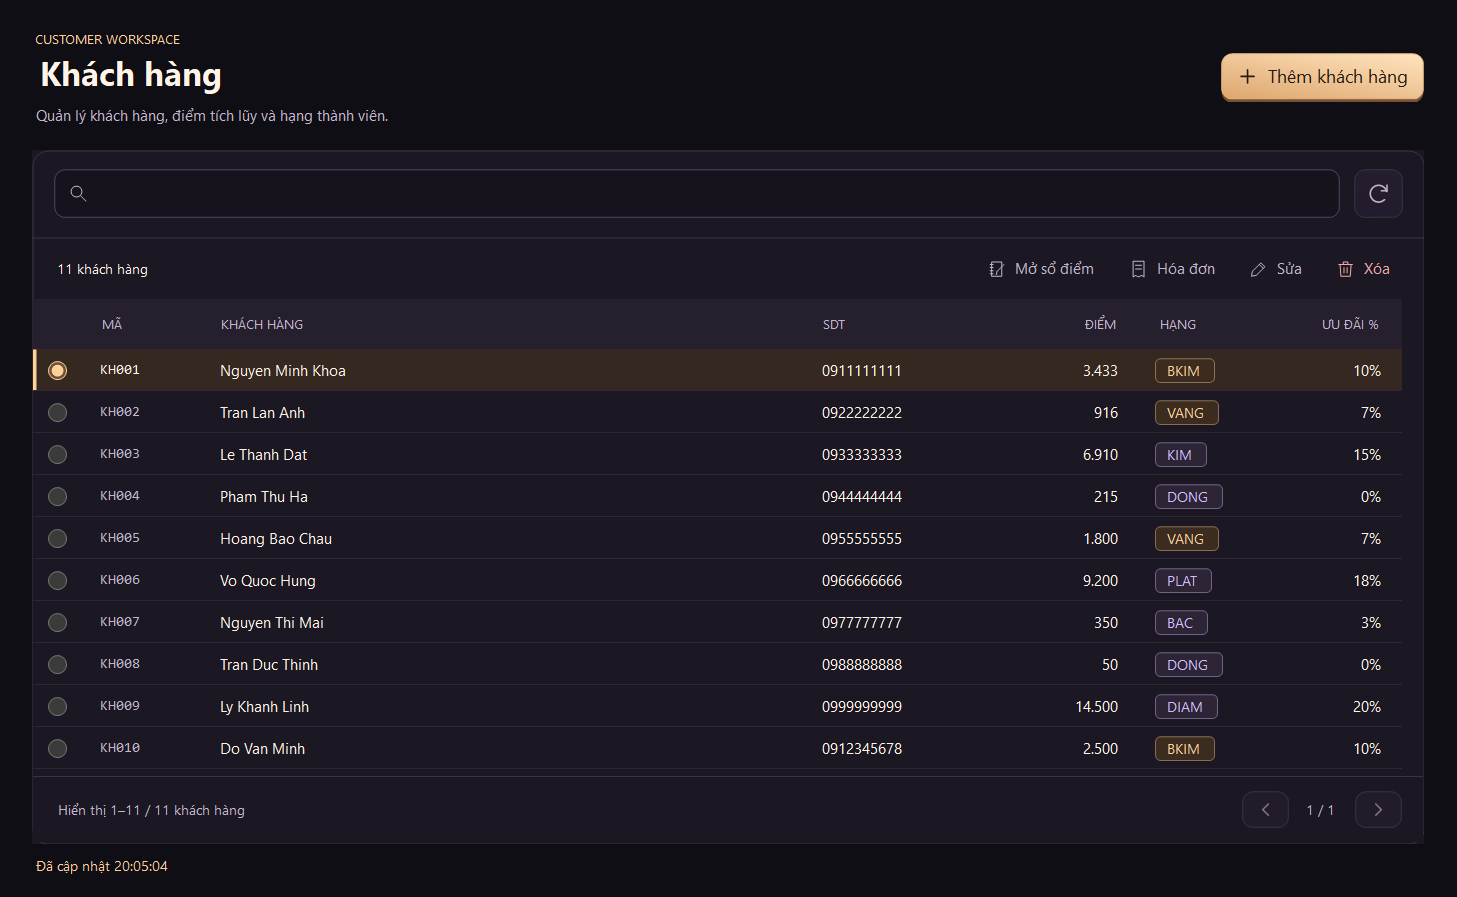 CUSTOMER WORKSPACE
Khách hàng
Thêm khách hàng
Quản lý khách hàng, điểm tích lũy và hạng thành viên.
11 khách hàng
Mở sổ điểm Hóa đơn Sửa Xóa
MÃ KHÁCH HÀNG SDT ĐIỂM HẠNG ƯU ĐÃI %
KH001 Nguyen Minh Khoa 0911111111 3.433 BKIM 10%
KH002 Tran Lan Anh 0922222222 916 VANG 7%
KH003 Le Thanh Dat 0933333333 6.910 KIM 15%
KH004 Pham Thu Ha 0944444444 215 DONG 0%
KH005 Hoang Bao Chau 0955555555 1.800 VANG 7%
KH006 Vo Quoc Hung 0966666666 9.200 PLAT 18%
KH007 Nguyen Thi Mai 0977777777 350 BAC 3%
KH008 Tran Duc Thinh 0988888888 50 DONG 0%
KH009 Ly Khanh Linh 0999999999 14.500 DIAM 20%
KH010 Do Van Minh 0912345678 2.500 BKIM 10%
Hiển thị 1–11 / 11 khách hàng
1 / 1
Đã cập nhật 20:05:04